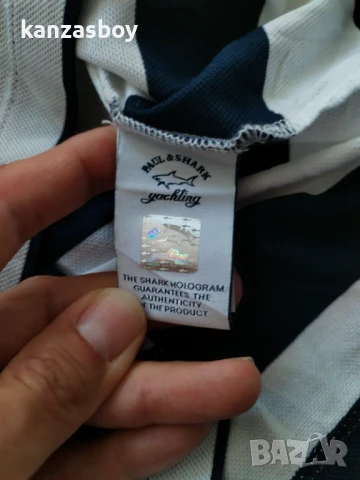 kanzasboy
PAUL & SHARK
yachting
THE SHARK HOLOGRAM
GUARANTEES THE
AUTHENTICITY
OF THE PRODUCT
BAZAR